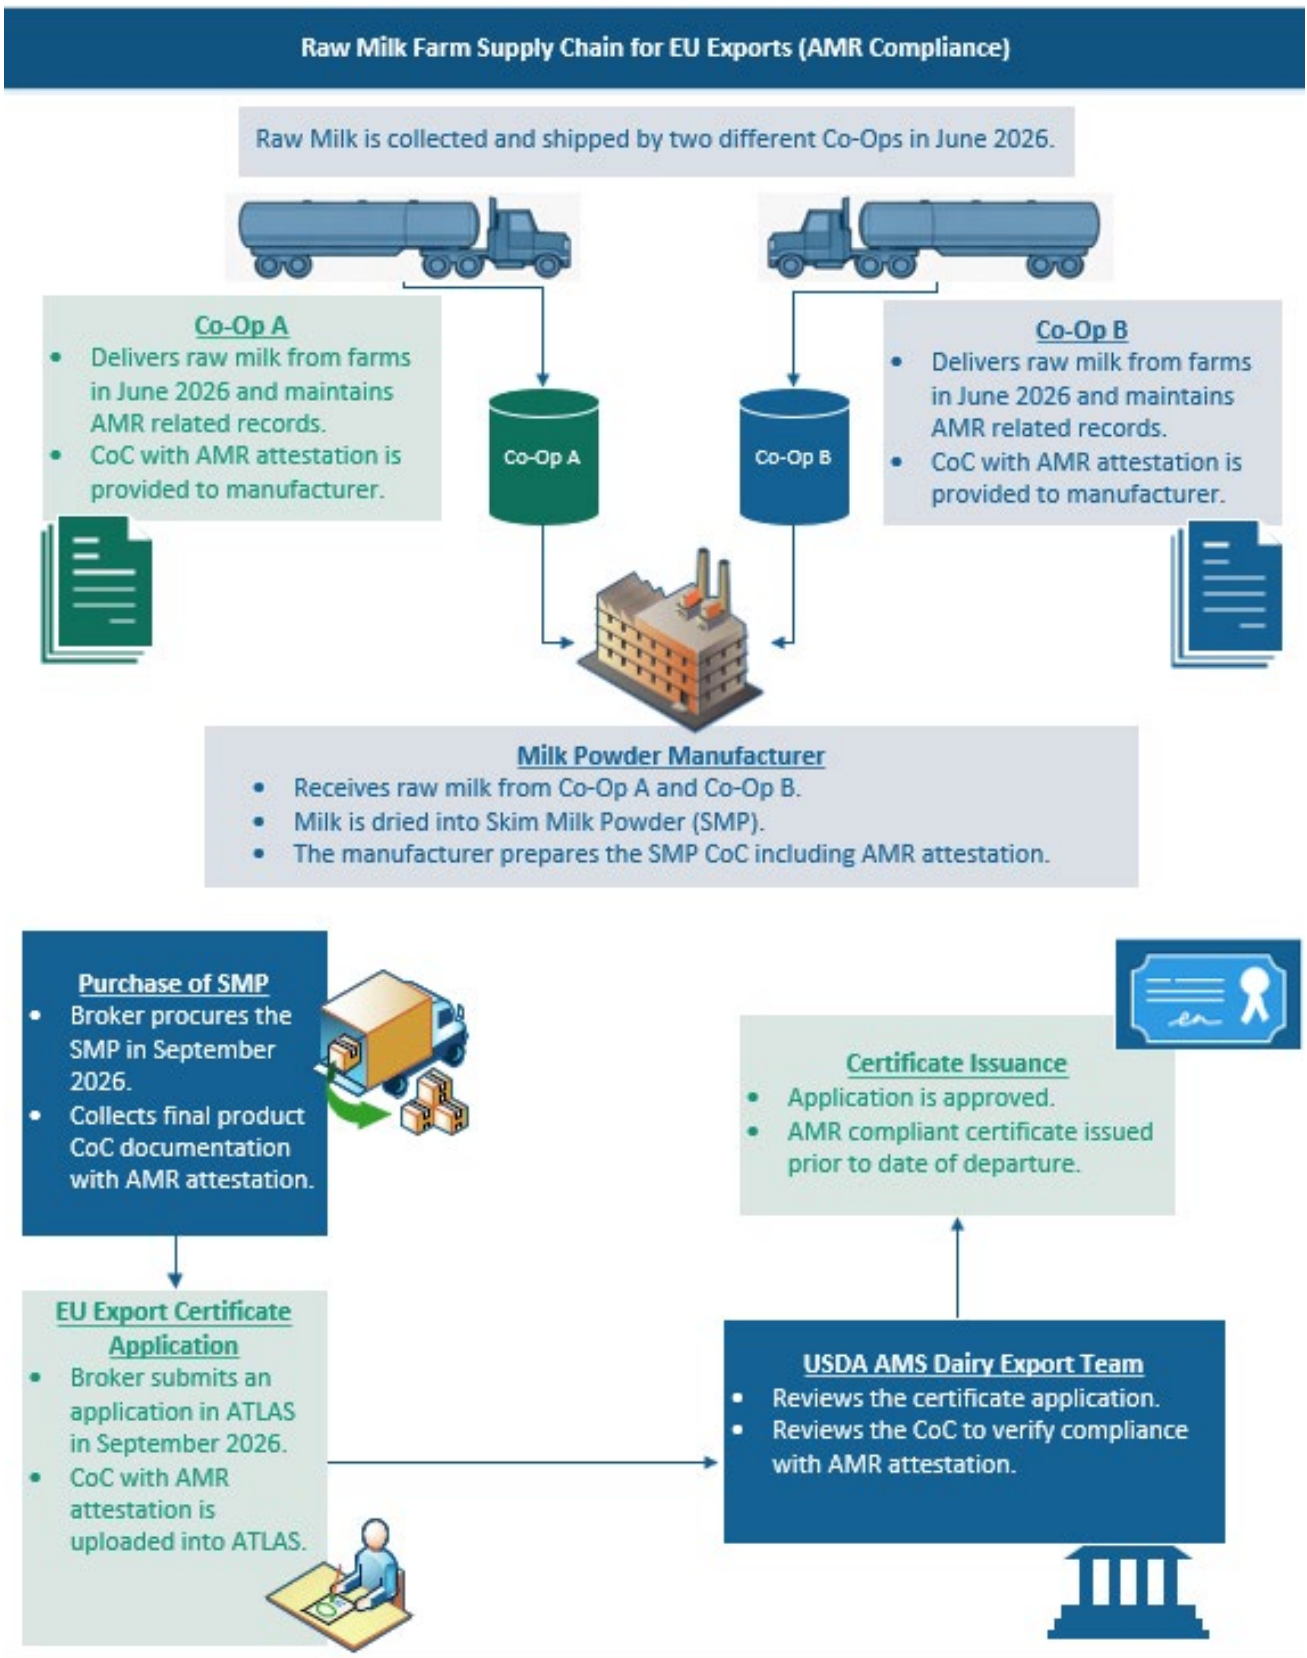 Raw Milk Farm Supply Chain for EU Exports (AMR Compliance)
Raw Milk is collected and shipped by two different Co-Ops in June 2026.
Co-Op A
• Delivers raw milk from farms
in June 2026 and maintains
AMR related records.
• CoC with AMR attestation is
provided to manufacturer.
Co-Op A
Co-Op B
Co-Op B
• Delivers raw milk from farms
in June 2026 and maintains
AMR related records.
• CoC with AMR attestation is
provided to manufacturer.
Milk Powder Manufacturer
• Receives raw milk from Co-Op A and Co-Op B.
• Milk is dried into Skim Milk Powder (SMP).
• The manufacturer prepares the SMP CoC including AMR attestation.
Purchase of SMP
• Broker procures the
SMP in September
2026.
• Collects final product
CoC documentation
with AMR attestation.
EU Export Certificate
Application
• Broker submits an
application in ATLAS
in September 2026.
• CoC with AMR
attestation is
uploaded into ATLAS.
USDA AMS Dairy Export Team
• Reviews the certificate application.
• Reviews the CoC to verify compliance
with AMR attestation.
Certificate Issuance
• Application is approved.
• AMR compliant certificate issued
prior to date of departure.